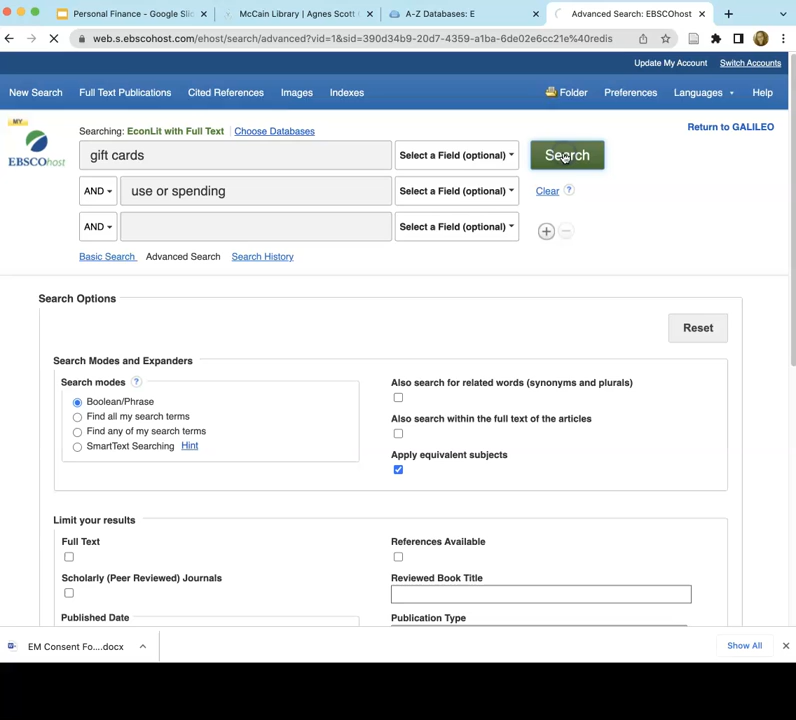 Personal Finance - Google Slic
McCain Library | Agnes Scott
A-Z Databases: E
Advanced Search: EBSCOhost
web.s.ebscohost.com/ehost/search/advanced?vid=1&sid=390d34b9-20d7-4359-a1ba-6de02e6cc21e%40redis
Update My Account Switch Accounts
New Search Full Text Publications Cited References Images Indexes Folder Preferences Languages Help
MY
EBSCOhost
Searching: EconLit with Full Text Choose Databases
Return to GALILEO
gift cards Select a Field (optional) Search
AND use or spending Select a Field (optional) Clear ?
AND Select a Field (optional)
Basic Search Advanced Search Search History
Search Options
Reset
Search Modes and Expanders
Search modes ?
Boolean/Phrase
Find all my search terms
Find any of my search terms
SmartText Searching Hint
Also search for related words (synonyms and plurals)
Also search within the full text of the articles
Apply equivalent subjects
Limit your results
Full Text
References Available
Scholarly (Peer Reviewed) Journals
Reviewed Book Title
Published Date
Publication Type
EM Consent Fo....docx
Show All